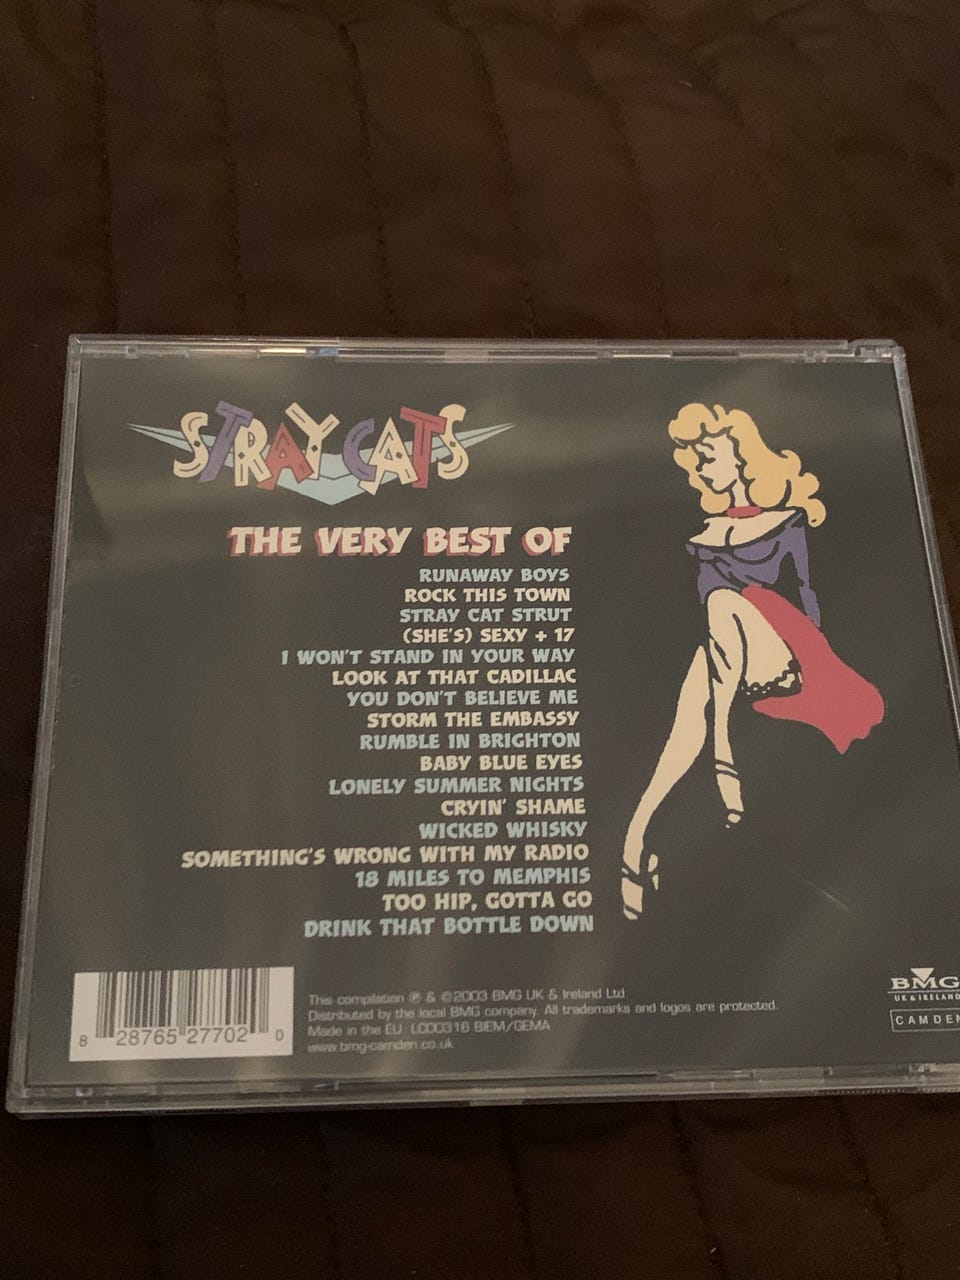 STRAY CATS
THE VERY BEST OF
RUNAWAY BOYS
ROCK THIS TOWN
STRAY CAT STRUT
(SHE'S) SEXY + 17
I WON'T STAND IN YOUR WAY
LOOK AT THAT CADILLAC
YOU DON'T BELIEVE ME
STORM THE EMBASSY
RUMBLE IN BRIGHTON
BABY BLUE EYES
LONELY SUMMER NIGHTS
CRYIN' SHAME
WICKED WHISKY
SOMETHING'S WRONG WITH MY RADIO
18 MILES TO MEMPHIS
TOO HIP, GOTTA GO
DRINK THAT BOTTLE DOWN
8 28765 27702 0
This compilation ℗ & © 2003 BMG UK & Ireland Ltd
Distributed by the local BMG company. All trademarks and logos are protected.
Made in the EU LC00316 BIEM/GEMA
www.bmg-camden.co.uk
BMG
UK & IRELAND
CAMDEN